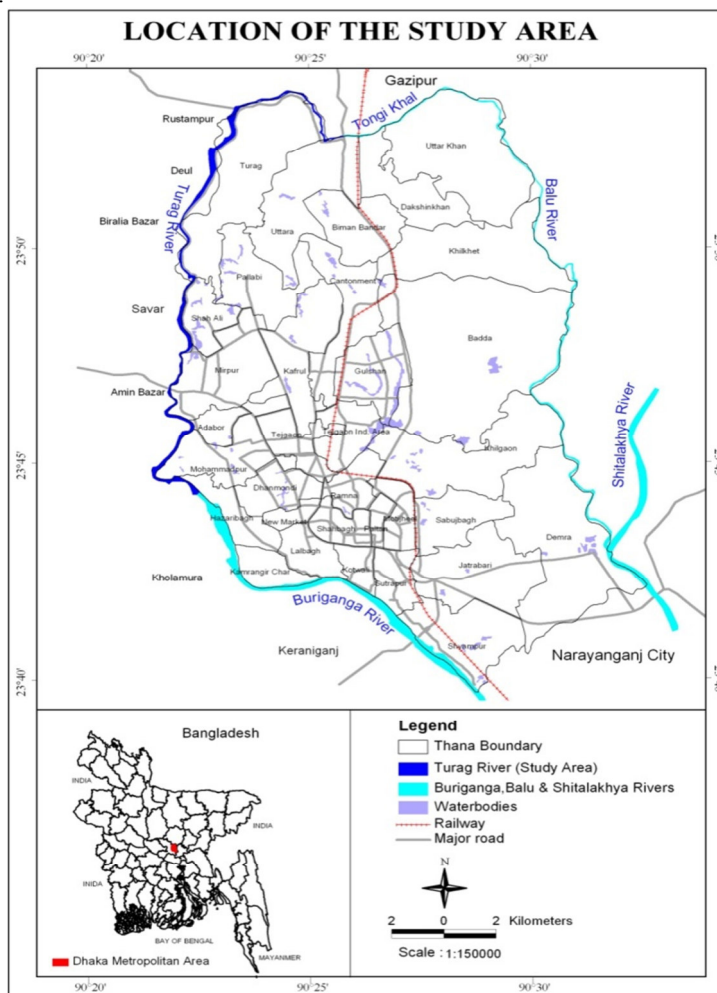 LOCATION OF THE STUDY AREA
90°20'
90°25'
90°30'
Gazipur
Tongi Khal
Rustampur
Uttar Khan
Deul
Turag
Turag River
Balu River
Dakshinkhan
Biralia Bazar
Uttara
Biman Bandar
23°50'
Khilkhet
Pallabi
Cantonment
Savar
Shah Ali
Badda
Mirpur
Kafrul
Gulshan
Amin Bazar
Shitalakhya River
Adabor
Tejgaon Ind. Area
Khilgaon
23°45'
Mohammadpur
Dhanmondi
Ramna
Hazaribagh
New Market
Shahbagh
Paltan
Motijheel
Sabujbagh
Demra
Lalbagh
Jatrabari
Kholamura
Kamrangir Char
Kotwali
Sutrapur
Buriganga River
Keraniganj
Shyampur
Narayanganj City
23°40'
Bangladesh
INDIA
INDIA
INIDA
BAY OF BENGAL
MAYANMER
Dhaka Metropolitan Area
Legend
Thana Boundary
Turag River (Study Area)
Buriganga,Balu & Shitalakhya Rivers
Waterbodies
Railway
Major road
N
2 0 2 Kilometers
Scale : 1:150000
90°20'
90°25'
90°30'